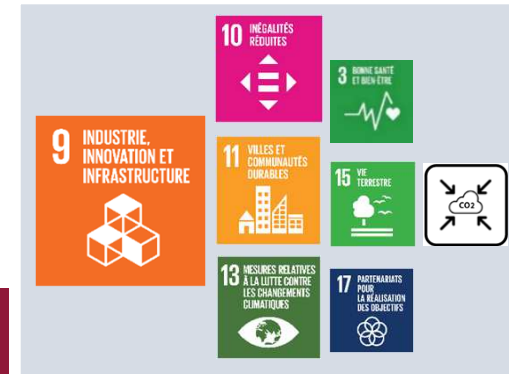 10 INÉGALITÉS
RÉDUITES
3 BONNE SANTÉ
ET BIEN-ÊTRE
9 INDUSTRIE,
INNOVATION ET
INFRASTRUCTURE
11 VILLES ET
COMMUNAUTÉS
DURABLES
15 VIE
TERRESTRE
CO2
13 MESURES RELATIVES
À LA LUTTE CONTRE
LES CHANGEMENTS
CLIMATIQUES
17 PARTENARIATS
POUR
LA RÉALISATION
DES OBJECTIFS